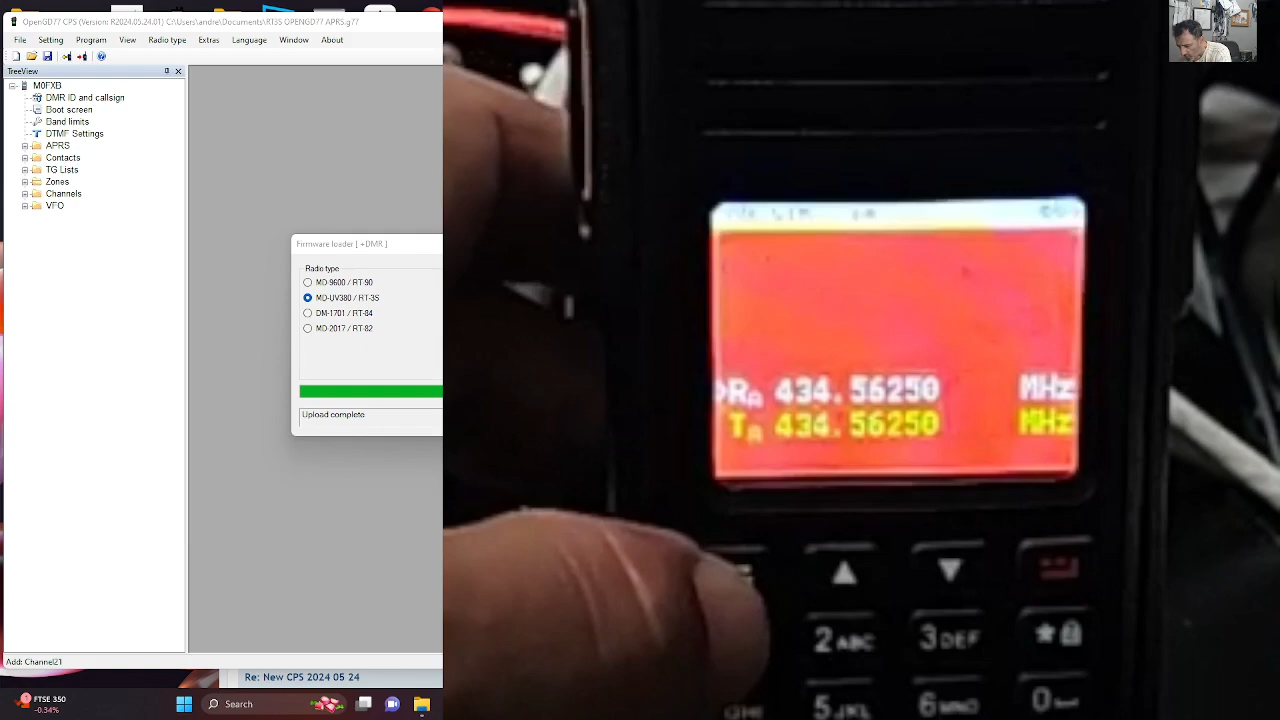 OpenGD77 CPS (Version: R2024.05.24.01) C:\Users\andre\Documents\RT3S OPENGD77 APRS.g77
File Setting Program View Radio type Extras Language Window About
TreeView
M0FXB
DMR ID and callsign
Boot screen
Band limits
DTMF Settings
APRS
Contacts
TG Lists
Zones
Channels
VFO
Firmware loader [ +DMR ]
Radio type
MD-9600 / RT-90
MD-UV380 / RT-3S
DM-1701 / RT-84
MD-2017 / RT-82
Upload complete
Add: Channel21
Re: New CPS 2024 05 24
FTSE 350
-0.34%
Search
RA 434.56250 MHz
TA 434.56250 MHz
2ABC 3DEF
GHI 5JKL 6MNO 0